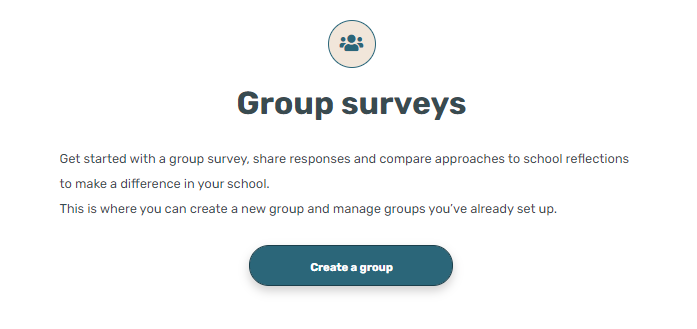 Group surveys
Get started with a group survey, share responses and compare approaches to school reflections
to make a difference in your school.
This is where you can create a new group and manage groups you’ve already set up.
Create a group